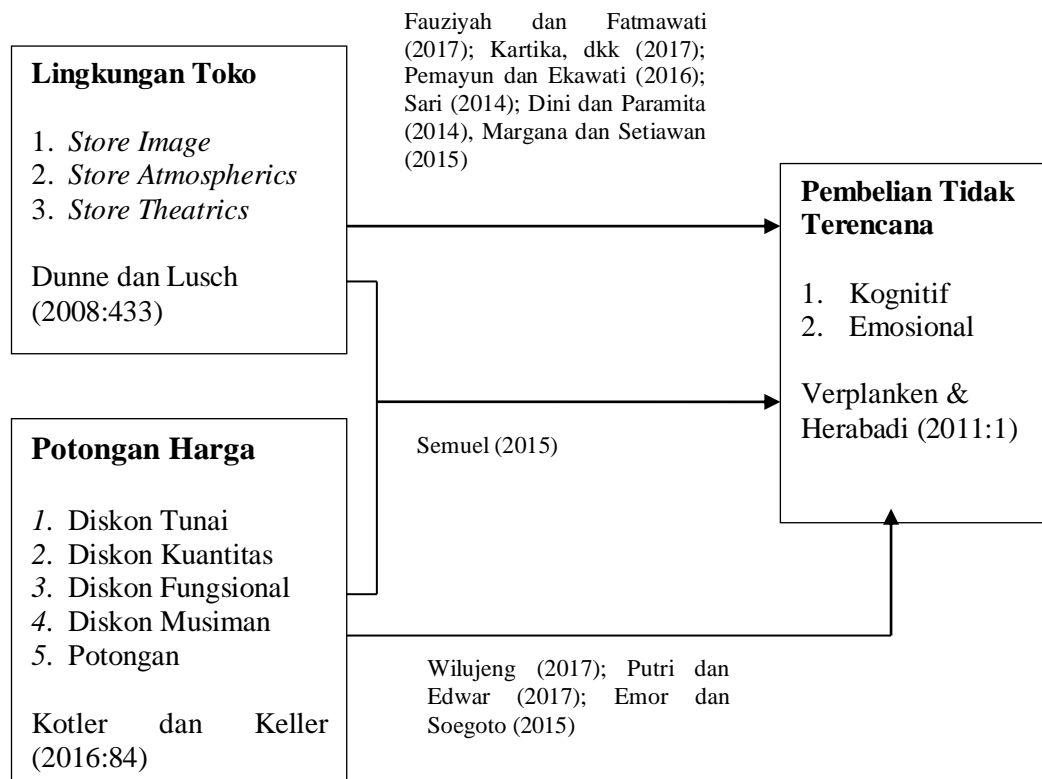 Lingkungan Toko
1. Store Image
2. Store Atmospherics
3. Store Theatrics
Dunne dan Lusch
(2008:433)
Fauziyah dan Fatmawati
(2017); Kartika, dkk (2017);
Pemayun dan Ekawati (2016);
Sari (2014); Dini dan Paramita
(2014), Margana dan Setiawan
(2015)
Pembelian Tidak
Terencana
1. Kognitif
2. Emosional
Verplanken &
Herabadi (2011:1)
Semuel (2015)
Potongan Harga
1. Diskon Tunai
2. Diskon Kuantitas
3. Diskon Fungsional
4. Diskon Musiman
5. Potongan
Kotler dan Keller
(2016:84)
Wilujeng (2017); Putri dan
Edwar (2017); Emor dan
Soegoto (2015)